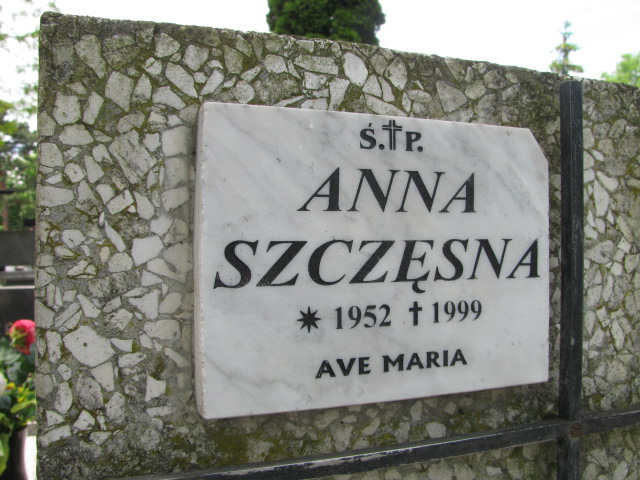 Ś.✝P.
ANNA
SZCZĘSNA
✷ 1952 ✝ 1999
AVE MARIA